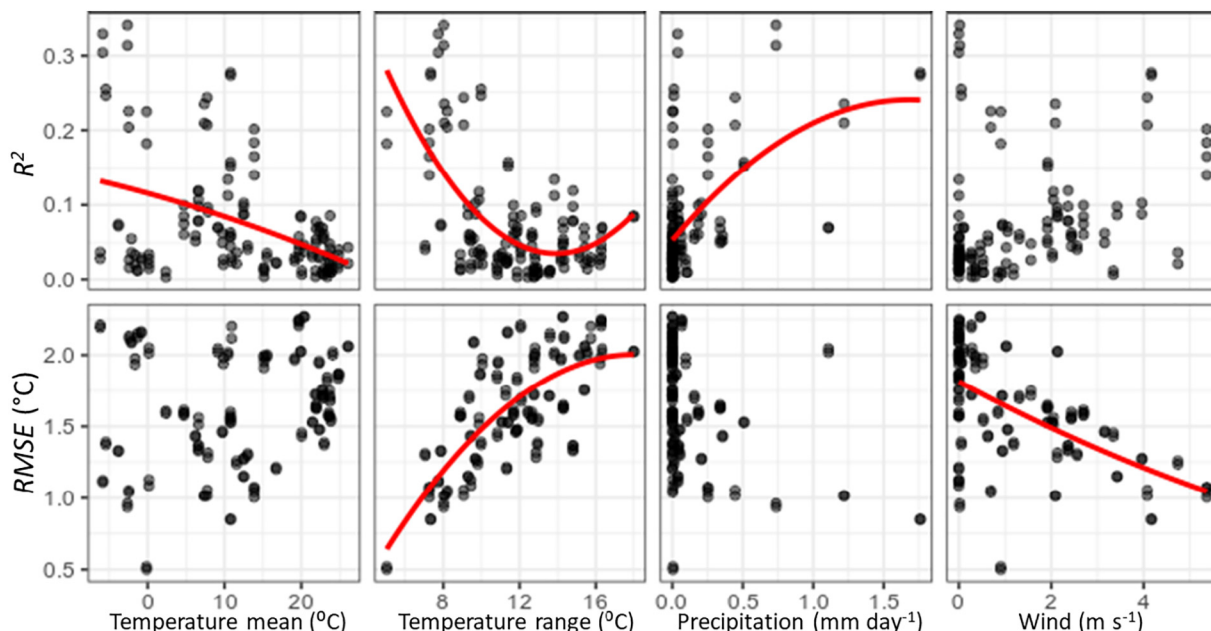 R²
0.3
0.2
0.1
0.0
RMSE (°C)
2.0
1.5
1.0
0.5
0 10 20
8 12 16
0.0 0.5 1.0 1.5
0 2 4
Temperature mean (⁰C)
Temperature range (⁰C)
Precipitation (mm day⁻¹)
Wind (m s⁻¹)